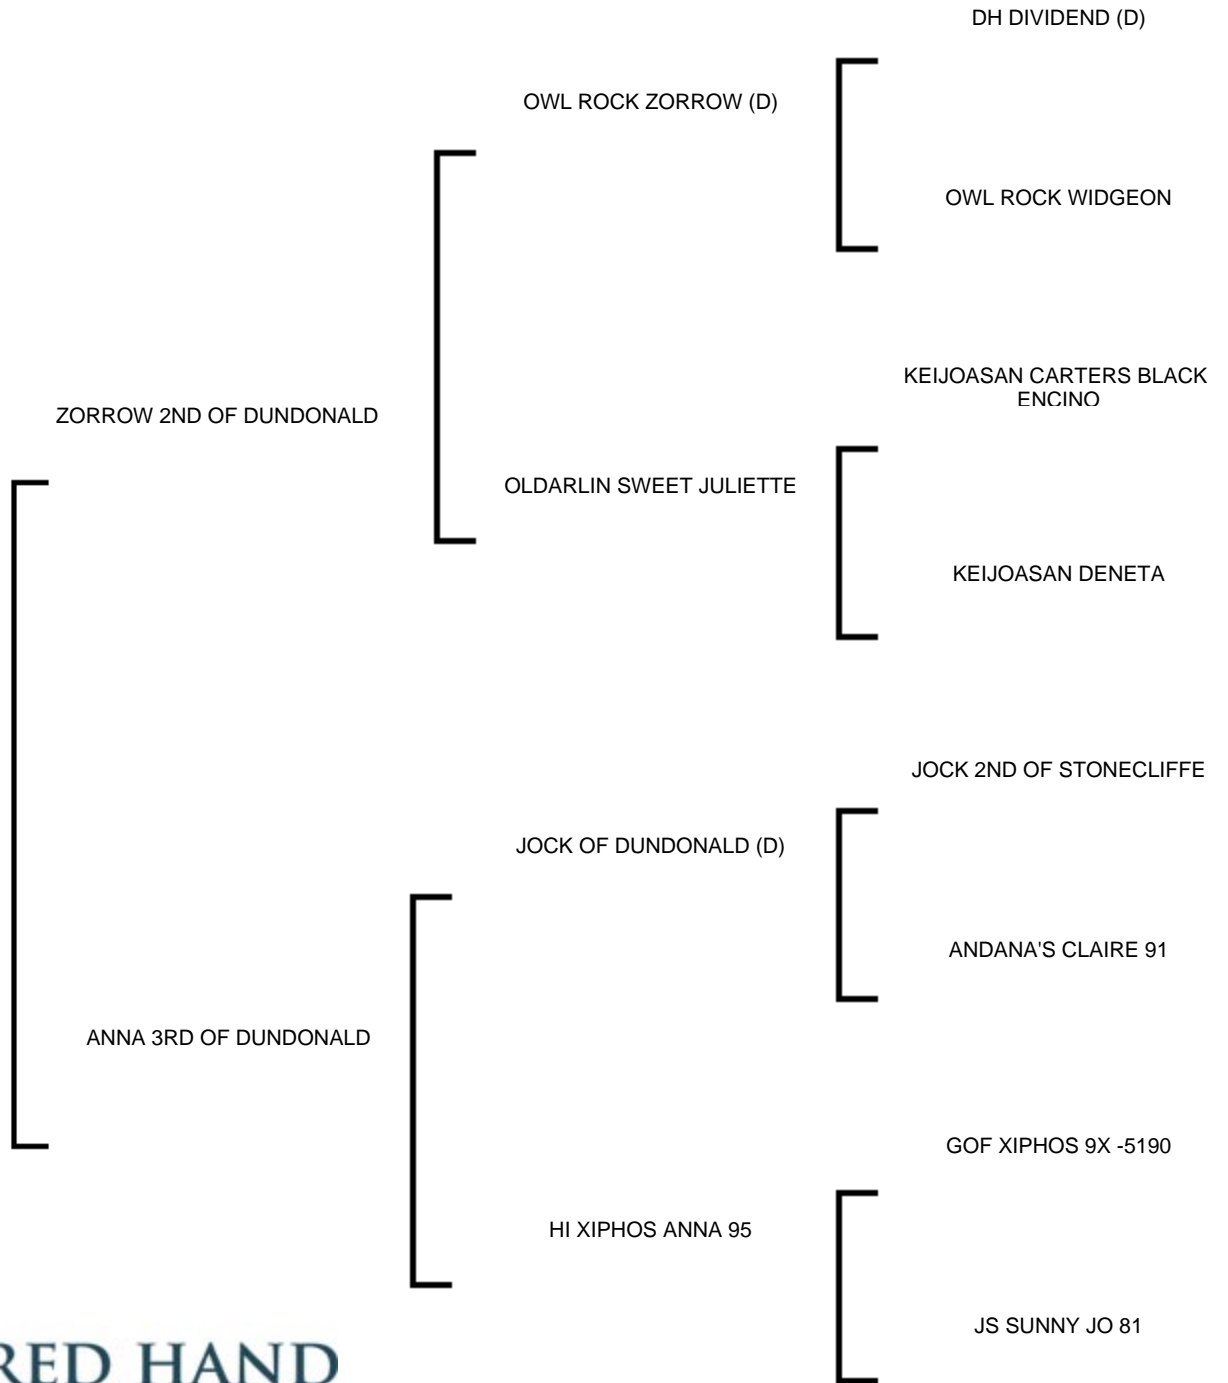 DH DIVIDEND (D)
OWL ROCK ZORROW (D)
OWL ROCK WIDGEON
KEIJOASAN CARTERS BLACK
ENCINO
ZORROW 2ND OF DUNDONALD
OLDARLIN SWEET JULIETTE
KEIJOASAN DENETA
JOCK 2ND OF STONECLIFFE
JOCK OF DUNDONALD (D)
ANDANA'S CLAIRE 91
ANNA 3RD OF DUNDONALD
GOF XIPHOS 9X -5190
HI XIPHOS ANNA 95
JS SUNNY JO 81
RED HAND